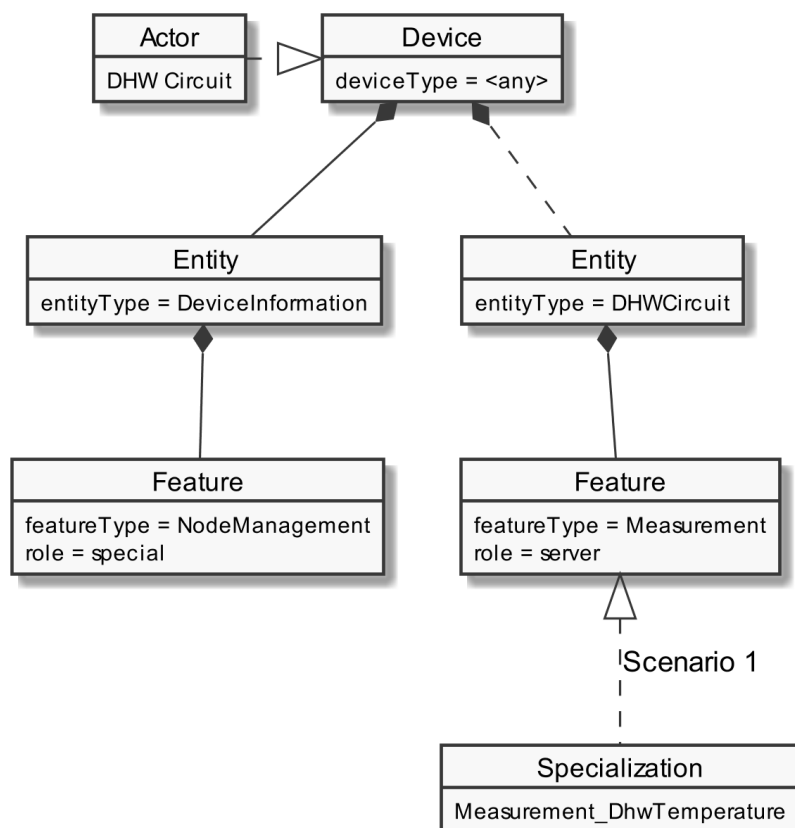 Actor
DHW Circuit
Device
deviceType = <any>
Entity
entityType = DeviceInformation
Entity
entityType = DHWCircuit
Feature
featureType = NodeManagement
role = special
Feature
featureType = Measurement
role = server
Scenario 1
Specialization
Measurement_DhwTemperature